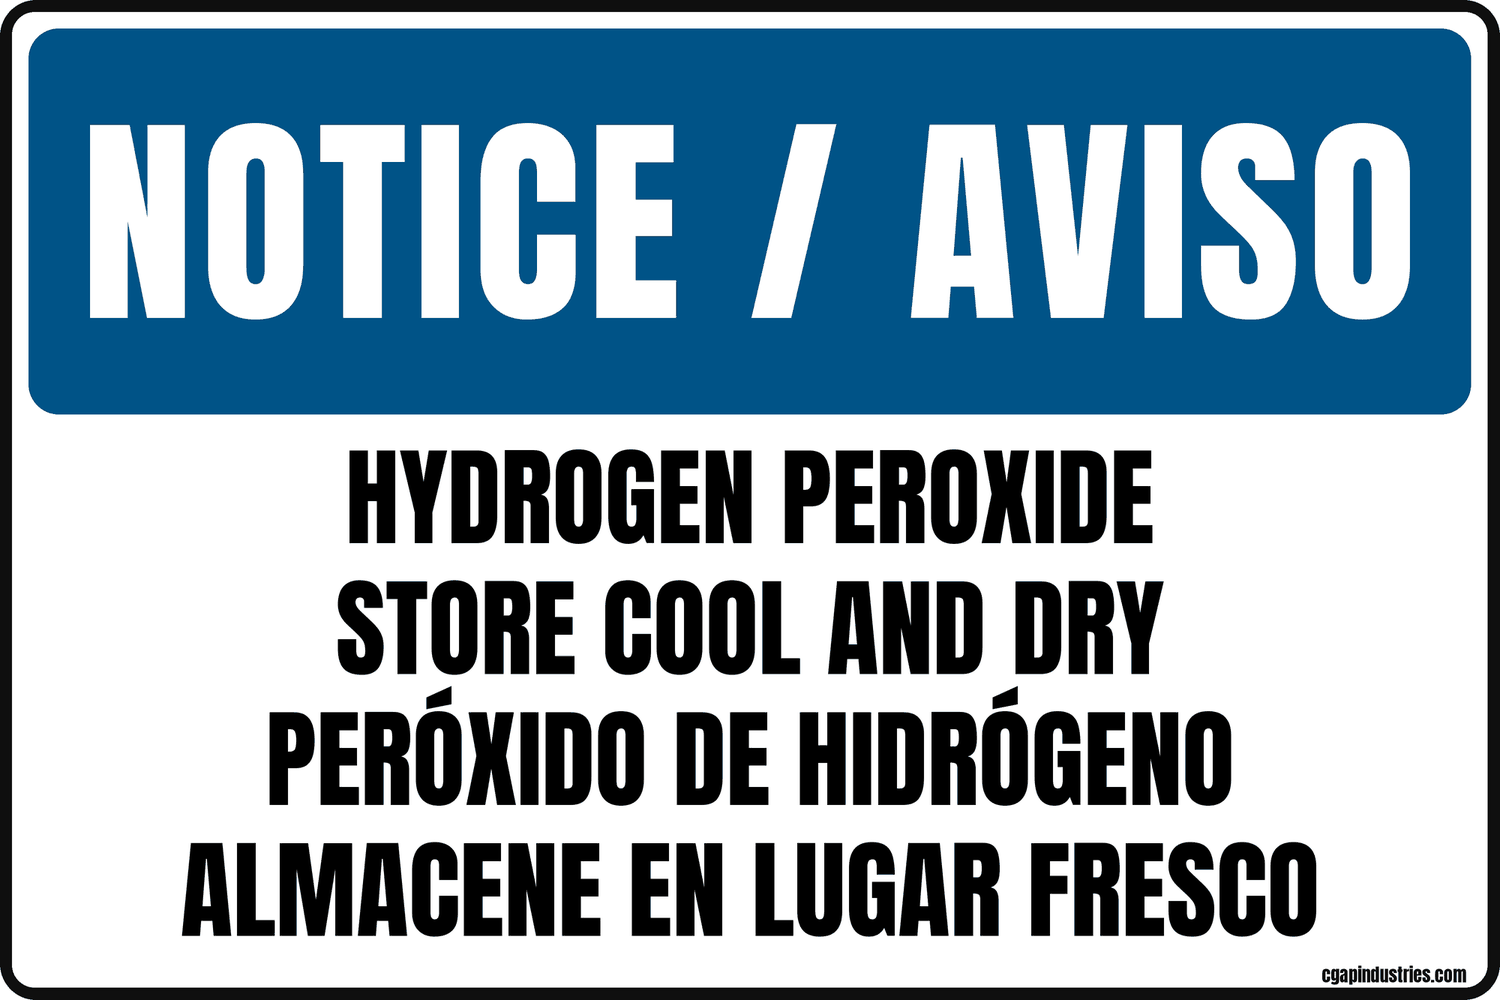 NOTICE / AVISO
HYDROGEN PEROXIDE
STORE COOL AND DRY
PERÓXIDO DE HIDRÓGENO
ALMACENE EN LUGAR FRESCO
cgapindustries.com